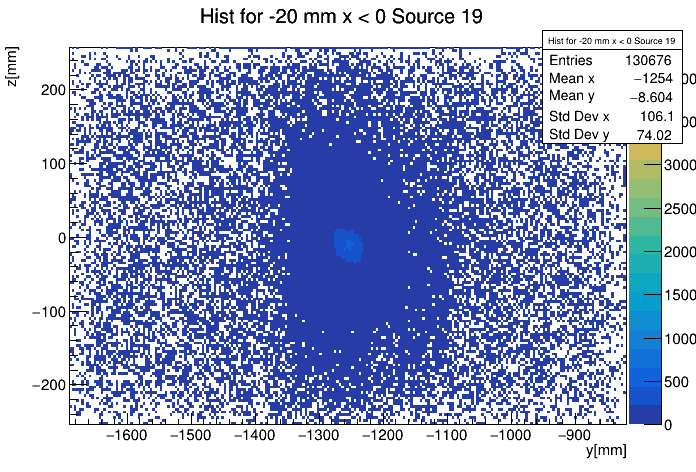 Hist for -20 mm x < 0 Source 19
z[mm]
Hist for -20 mm x < 0 Source 19
Entries 130676
Mean x −1254
Mean y −8.604
Std Dev x 106.1
Std Dev y 74.02
200
100
0
−100
−200
3000
2500
2000
1500
1000
500
0
−1600 −1500 −1400 −1300 −1200 −1100 −1000 −900
y[mm]